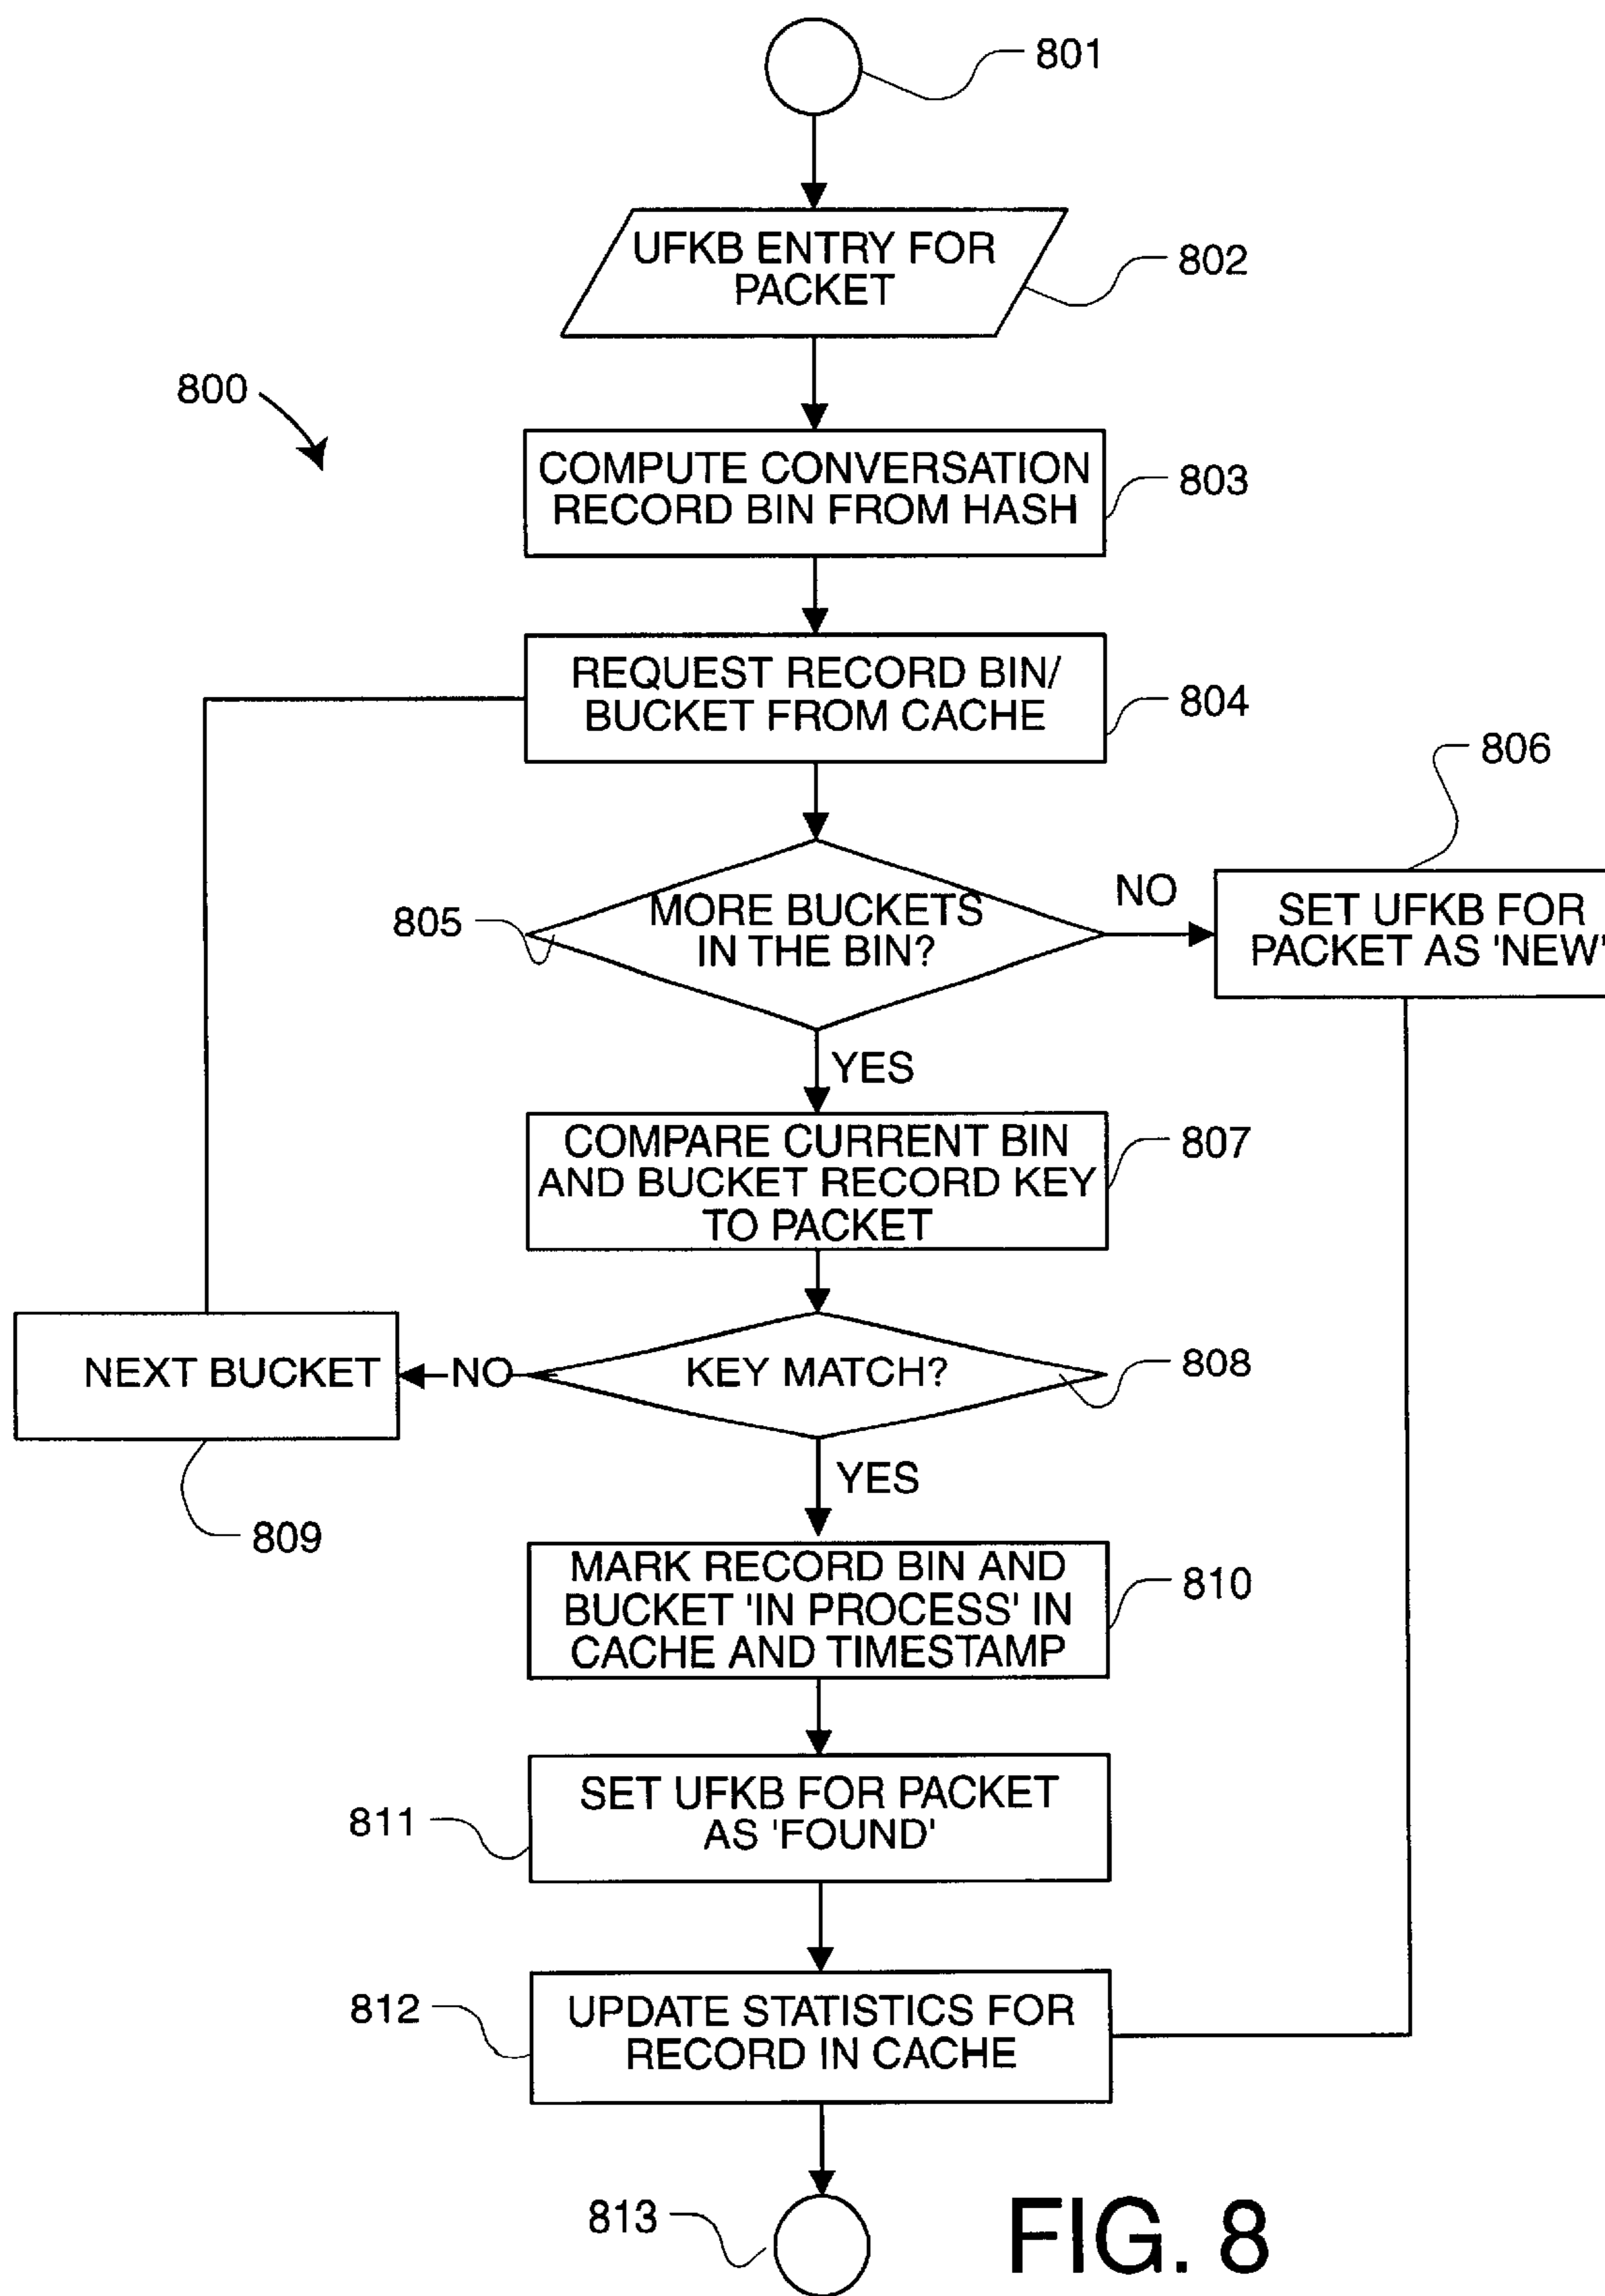 801
UFKB ENTRY FOR
PACKET
802
800
COMPUTE CONVERSATION
RECORD BIN FROM HASH
803
REQUEST RECORD BIN/
BUCKET FROM CACHE
804
806
805
MORE BUCKETS
IN THE BIN?
NO
SET UFKB FOR
PACKET AS 'NEW'
YES
COMPARE CURRENT BIN
AND BUCKET RECORD KEY
TO PACKET
807
NEXT BUCKET
NO
KEY MATCH?
808
809
YES
MARK RECORD BIN AND
BUCKET 'IN PROCESS' IN
CACHE AND TIMESTAMP
810
SET UFKB FOR PACKET
AS 'FOUND'
811
812
UPDATE STATISTICS FOR
RECORD IN CACHE
813
FIG. 8